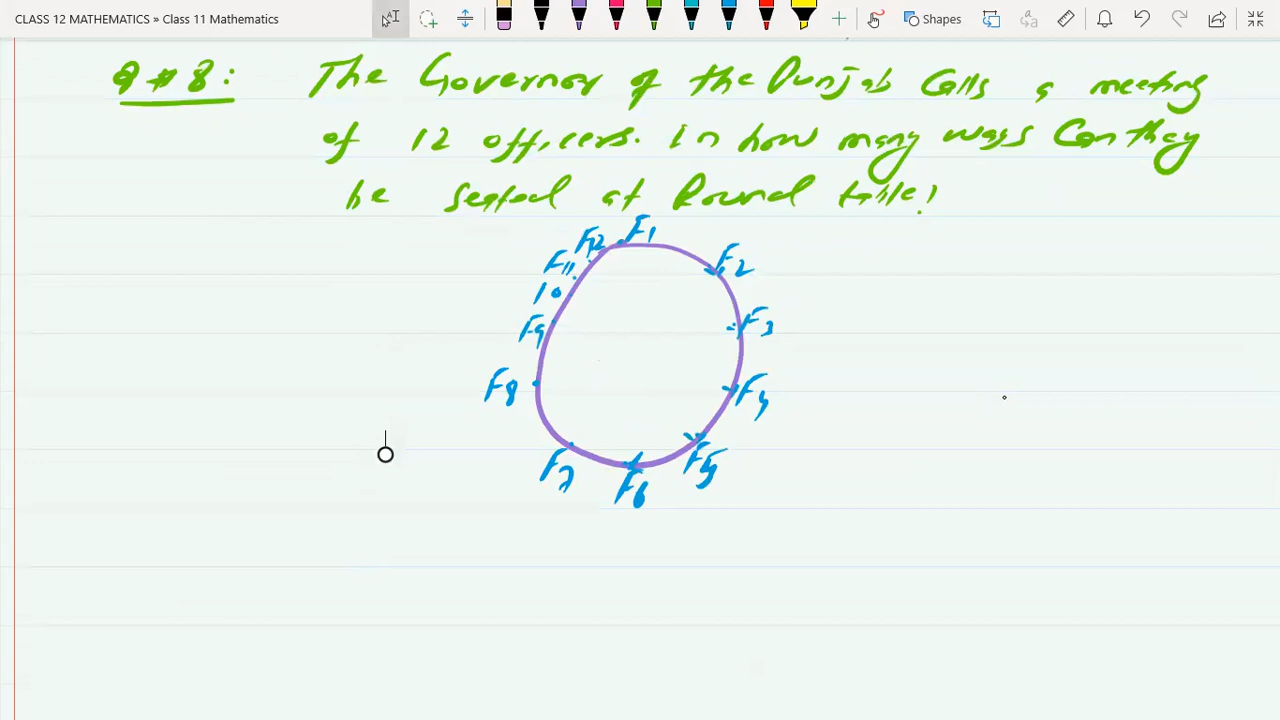 CLASS 12 MATHEMATICS » Class 11 Mathematics
Shapes
Q # 8: The Governor of the Punjab Calls a meeting
of 12 officers. In how many ways Can they
be Seated at Round table?
F12 F1
F11 F2
10
F9 F3
F8 F4
F7 F6 F5